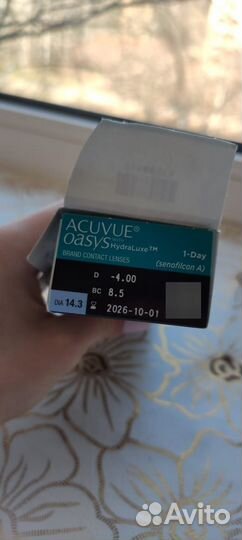 ACUVUE®
oasys with HydraLuxe™ 1-Day
BRAND CONTACT LENSES (senofilcon A)
D -4.00
BC 8.5
DIA 14.3 2026-10-01
Avito